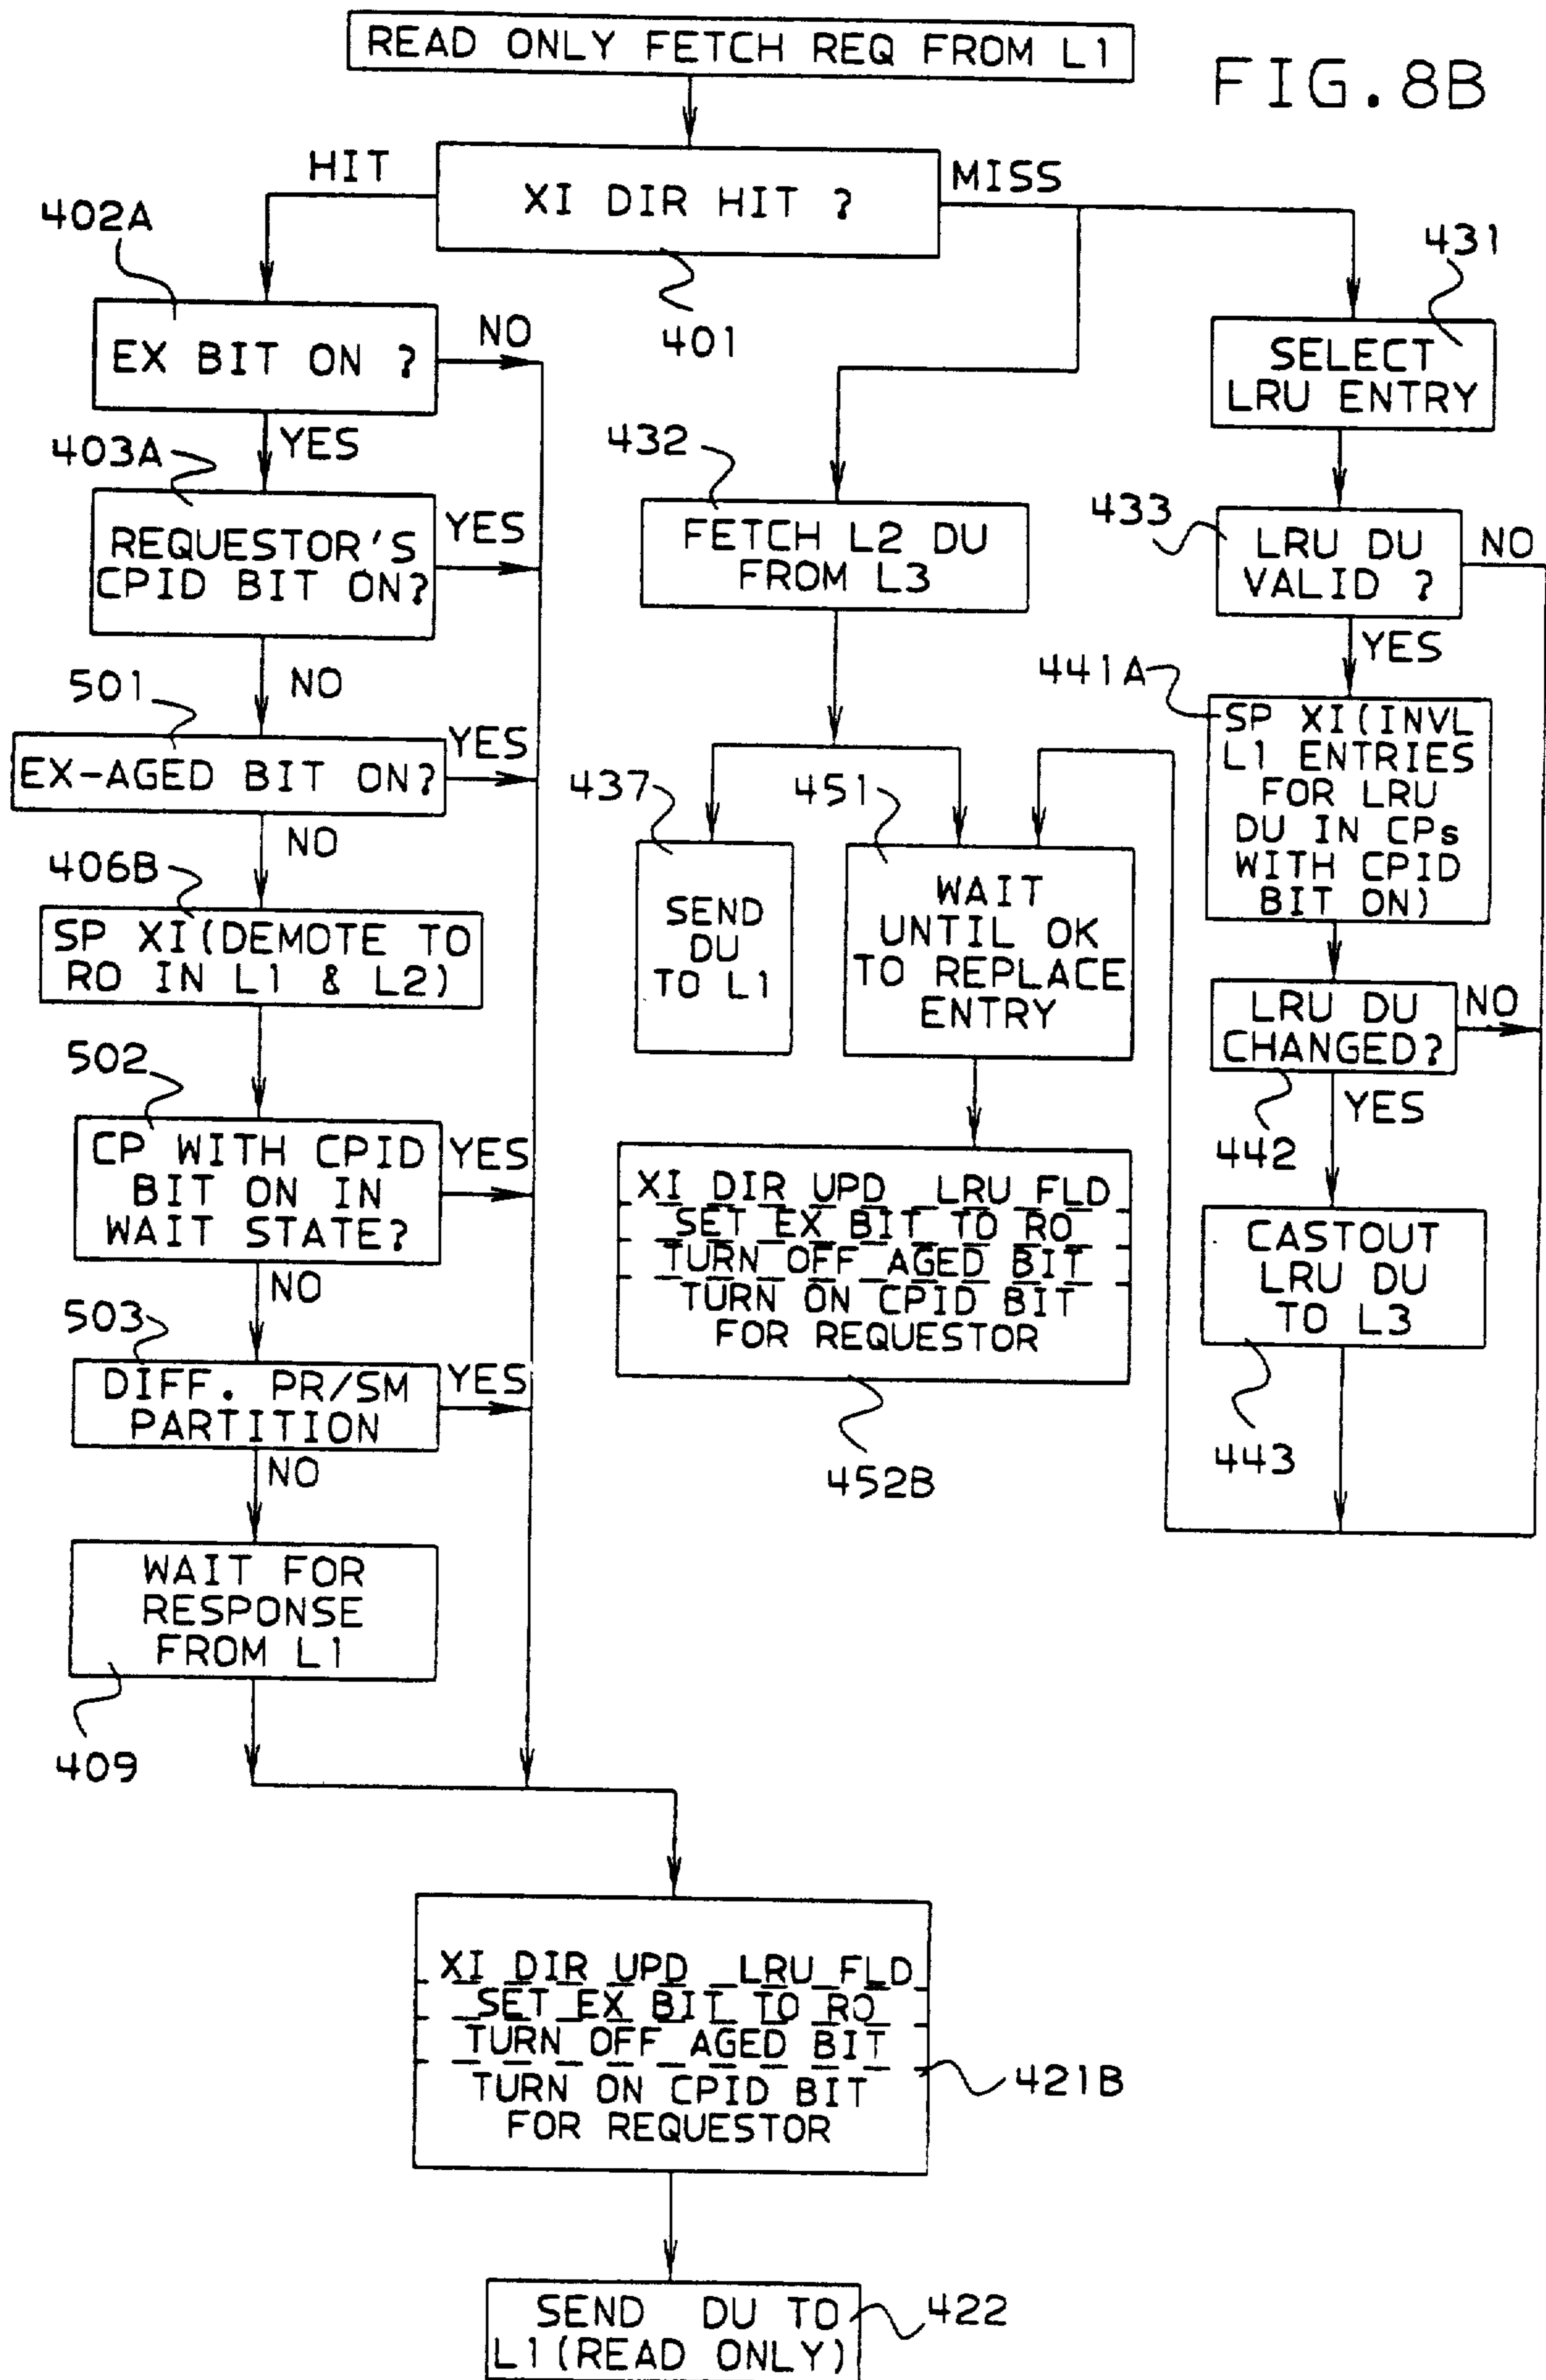 READ ONLY FETCH REQ FROM L1
FIG.8B
HIT
XI DIR HIT ?
MISS
401
402A
EX BIT ON ?
NO
YES
403A
REQUESTOR'S
CPID BIT ON?
YES
NO
501
EX-AGED BIT ON?
YES
NO
406B
SP XI(DEMOTE TO
RO IN L1 & L2)
502
CP WITH CPID
BIT ON IN
WAIT STATE?
YES
NO
503
DIFF. PR/SM
PARTITION
YES
NO
WAIT FOR
RESPONSE
FROM L1
409
432
FETCH L2 DU
FROM L3
437
SEND
DU
TO L1
451
WAIT
UNTIL OK
TO REPLACE
ENTRY
XI DIR UPD LRU FLD
SET EX BIT TO RO
TURN OFF AGED BIT
TURN ON CPID BIT
FOR REQUESTOR
452B
431
SELECT
LRU ENTRY
433
LRU DU
VALID ?
NO
YES
441A
SP XI(INVL
L1 ENTRIES
FOR LRU
DU IN CPs
WITH CPID
BIT ON)
LRU DU
CHANGED?
NO
442
YES
CASTOUT
LRU DU
TO L3
443
XI DIR UPD LRU FLD
SET EX BIT TO RO
TURN OFF AGED BIT
TURN ON CPID BIT
FOR REQUESTOR
421B
SEND DU TO
L1(READ ONLY)
422